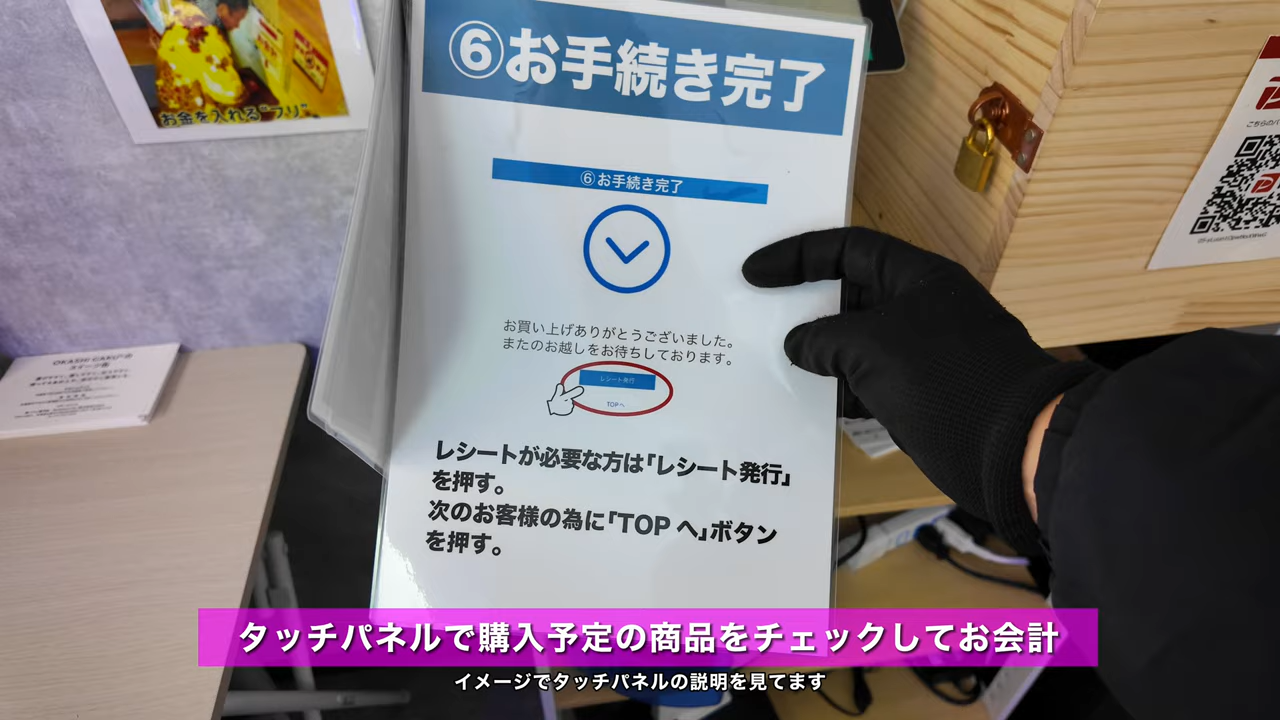 お金を入れる"フリ"
⑥お手続き完了
⑥お手続き完了
お買い上げありがとうございました。
またのお越しをお待ちしております。
レシート発行
TOPへ
レシートが必要な方は「レシート発行」
を押す。
次のお客様の為に「TOPへ」ボタン
を押す。
こちらの
タッチパネルで購入予定の商品をチェックしてお会計
イメージでタッチパネルの説明を見てます